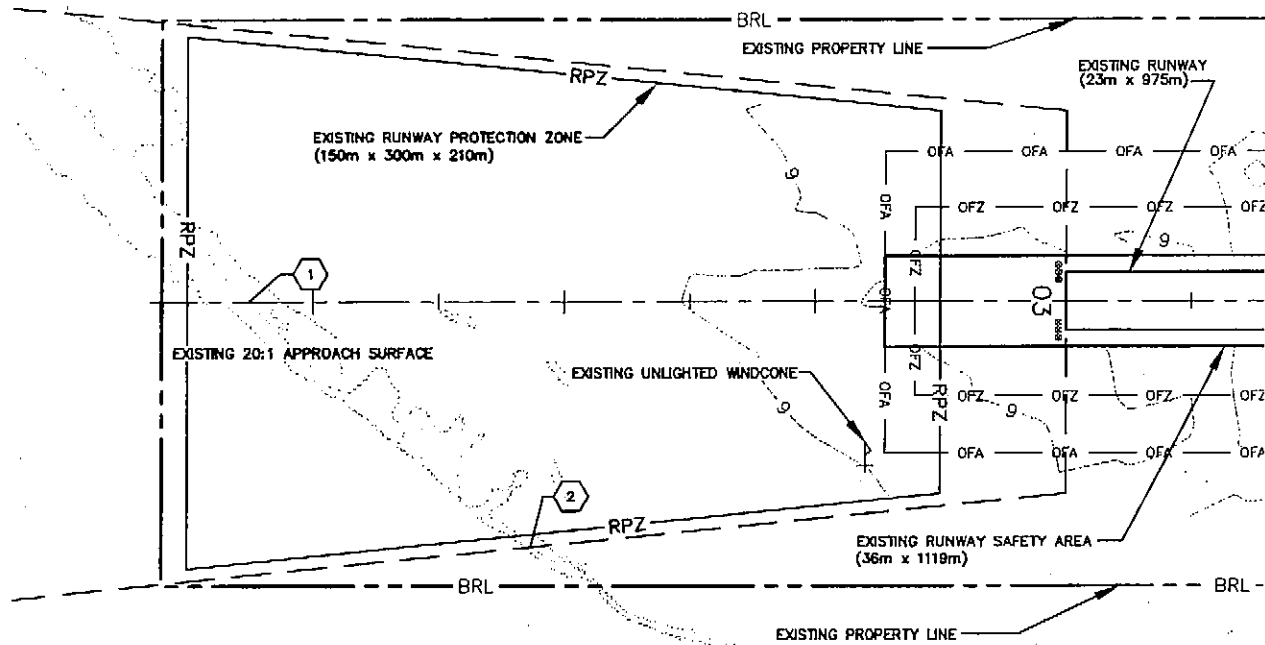 BRL
EXISTING PROPERTY LINE
EXISTING RUNWAY
(23m x 975m)
RPZ
EXISTING RUNWAY PROTECTION ZONE
(150m x 300m x 210m)
OFA OFA OFA OFA
9
OFA
OFZ OFZ OFZ OFZ
RPZ
9
OFZ
1
OFA
03
EXISTING 20:1 APPROACH SURFACE
EXISTING UNLIGHTED WINDCONE
OFZ
OFA
RPZ
OFZ OFZ OFZ OFZ
9
9
OFA OFA OFA OFA
2
RPZ
EXISTING RUNWAY SAFETY AREA
(36m x 1119m)
BRL
BRL
EXISTING PROPERTY LINE